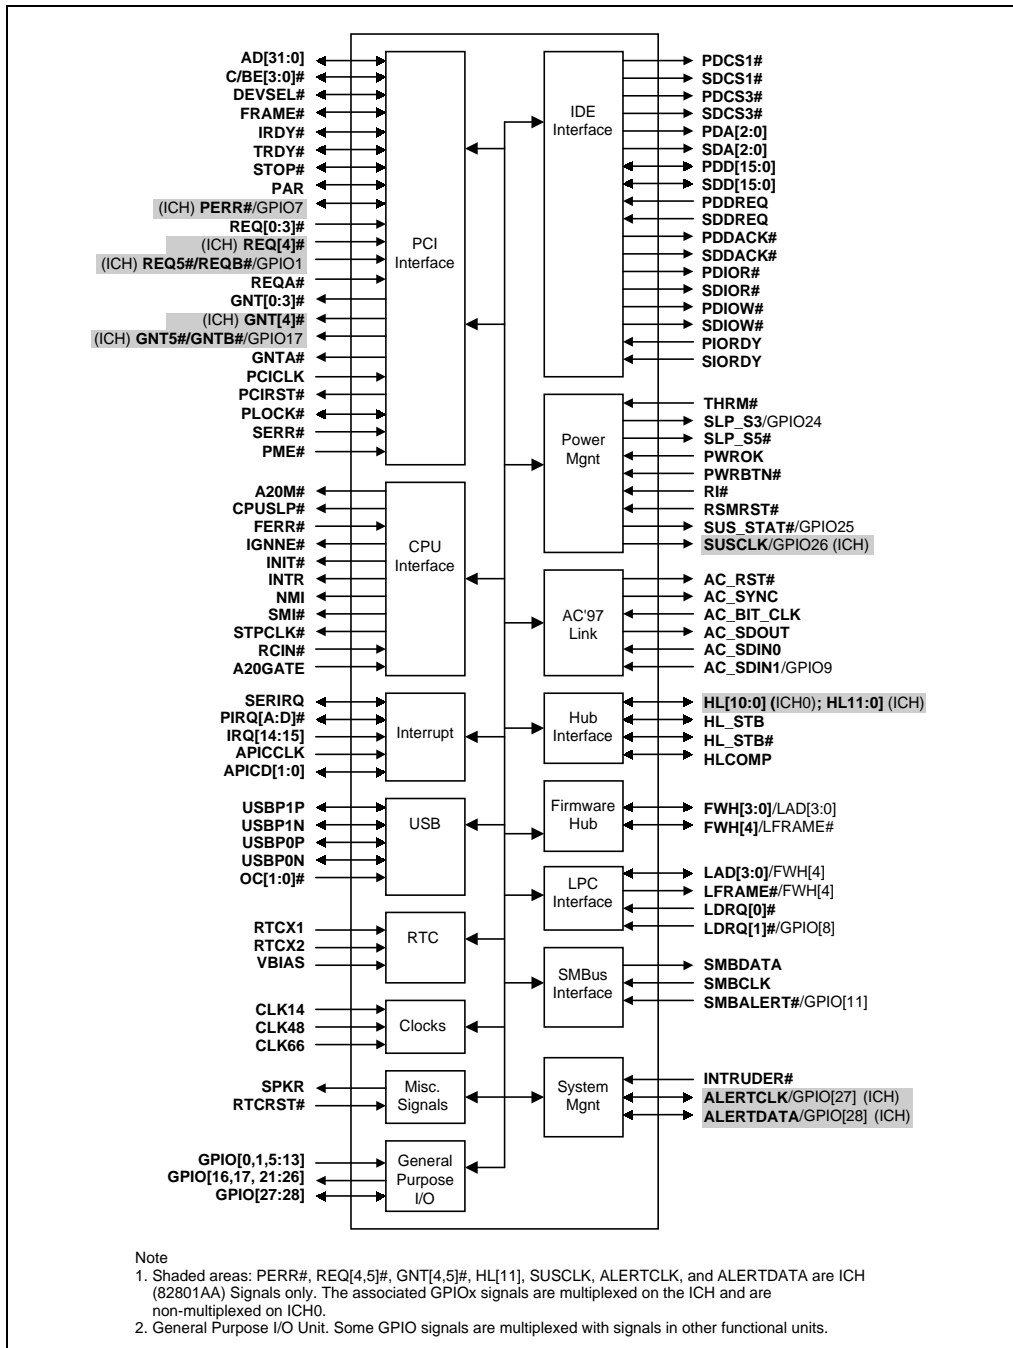 AD[31:0]
C/BE[3:0]#
DEVSEL#
FRAME#
IRDY#
TRDY#
STOP#
PAR
(ICH) PERR#/GPIO7
REQ[0:3]#
(ICH) REQ[4]#
(ICH) REQ5#/REQB#/GPIO1
REQA#
GNT[0:3]#
(ICH) GNT[4]#
(ICH) GNT5#/GNTB#/GPIO17
GNTA#
PCICLK
PCIRST#
PLOCK#
SERR#
PME#
PCI
Interface
A20M#
CPUSLP#
FERR#
IGNNE#
INIT#
INTR
NMI
SMI#
STPCLK#
RCIN#
A20GATE
CPU
Interface
SERIRQ
PIRQ[A:D]#
IRQ[14:15]
APICCLK
APICD[1:0]
Interrupt
USBP1P
USBP1N
USBP0P
USBP0N
OC[1:0]#
USB
RTCX1
RTCX2
VBIAS
RTC
CLK14
CLK48
CLK66
Clocks
SPKR
RTCRST#
Misc.
Signals
GPIO[0,1,5:13]
GPIO[16,17, 21:26]
GPIO[27:28]
General
Purpose
I/O
IDE
Interface
PDCS1#
SDCS1#
PDCS3#
SDCS3#
PDA[2:0]
SDA[2:0]
PDD[15:0]
SDD[15:0]
PDDREQ
SDDREQ
PDDACK#
SDDACK#
PDIOR#
SDIOR#
PDIOW#
SDIOW#
PIORDY
SIORDY
Power
Mgnt
THRM#
SLP_S3/GPIO24
SLP_S5#
PWROK
PWRBTN#
RI#
RSMRST#
SUS_STAT#/GPIO25
SUSCLK/GPIO26 (ICH)
AC'97
Link
AC_RST#
AC_SYNC
AC_BIT_CLK
AC_SDOUT
AC_SDIN0
AC_SDIN1/GPIO9
Hub
Interface
HL[10:0] (ICH0); HL11:0] (ICH)
HL_STB
HL_STB#
HLCOMP
Firmware
Hub
FWH[3:0]/LAD[3:0]
FWH[4]/LFRAME#
LPC
Interface
LAD[3:0]/FWH[4]
LFRAME#/FWH[4]
LDRQ[0]#
LDRQ[1]#/GPIO[8]
SMBus
Interface
SMBDATA
SMBCLK
SMBALERT#/GPIO[11]
System
Mgnt
INTRUDER#
ALERTCLK/GPIO[27] (ICH)
ALERTDATA/GPIO[28] (ICH)
Note
1. Shaded areas: PERR#, REQ[4,5]#, GNT[4,5]#, HL[11], SUSCLK, ALERTCLK, and ALERTDATA are ICH
(82801AA) Signals only. The associated GPIOx signals are multiplexed on the ICH and are
non-multiplexed on ICH0.
2. General Purpose I/O Unit. Some GPIO signals are multiplexed with signals in other functional units.